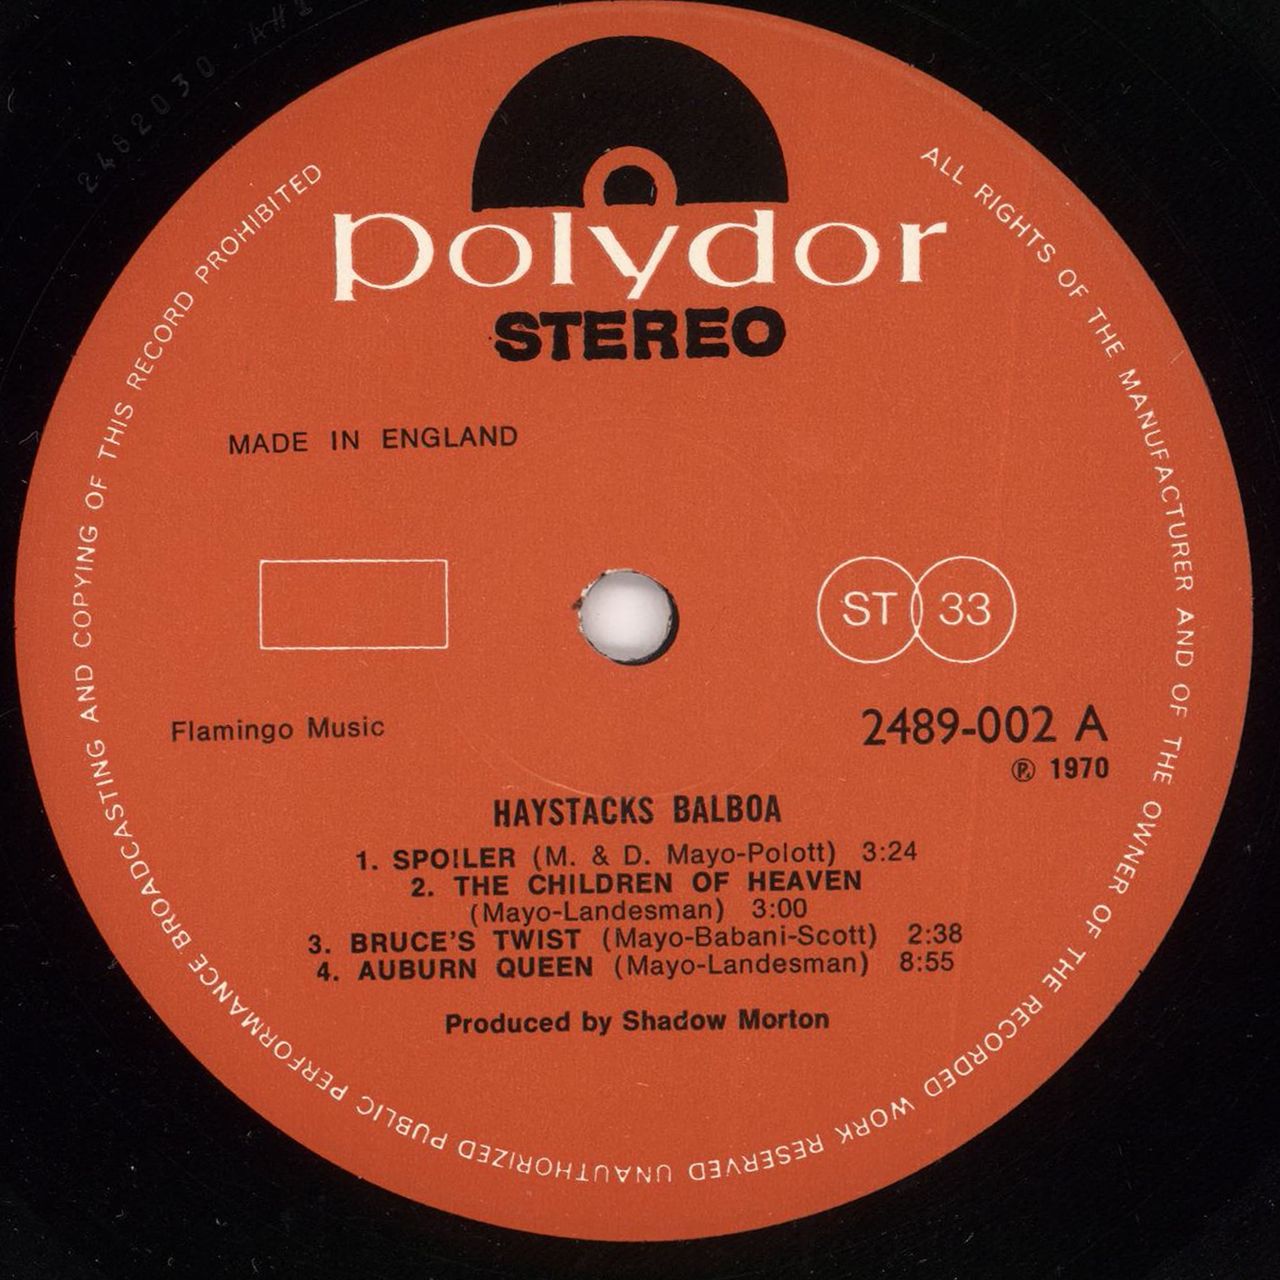 polydor
STEREO
MADE IN ENGLAND
ST 33
Flamingo Music
2489-002 A
℗ 1970
HAYSTACKS BALBOA
1. SPOILER (M. & D. Mayo-Polott) 3:24
2. THE CHILDREN OF HEAVEN
(Mayo-Landesman) 3:00
3. BRUCE'S TWIST (Mayo-Babani-Scott) 2:38
4. AUBURN QUEEN (Mayo-Landesman) 8:55
Produced by Shadow Morton
ALL RIGHTS OF THE MANUFACTURER AND OF THE OWNER OF THE RECORDED WORK RESERVED UNAUTHORIZED PUBLIC PERFORMANCE BROADCASTING AND COPYING OF THIS RECORD PROHIBITED